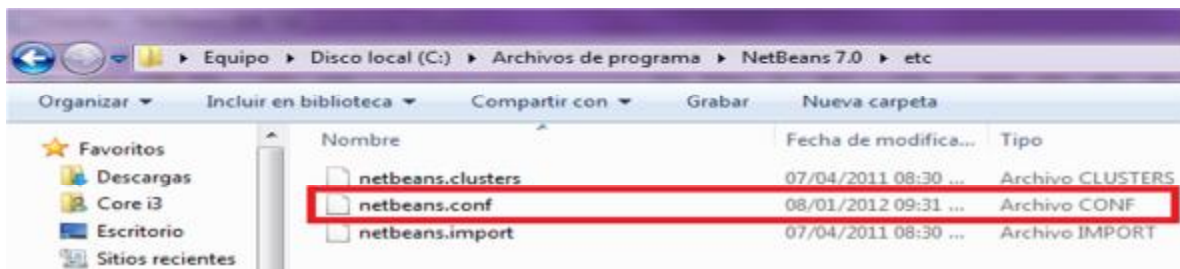 Equipo Disco local (C:) Archivos de programa NetBeans 7.0 etc
Organizar Incluir en biblioteca Compartir con Grabar Nueva carpeta
Favoritos
Descargas
Core i3
Escritorio
Sitios recientes
Nombre Fecha de modifica... Tipo
netbeans.clusters 07/04/2011 08:30 ... Archivo CLUSTERS
netbeans.conf 08/01/2012 09:31 ... Archivo CONF
netbeans.import 07/04/2011 08:30 ... Archivo IMPORT